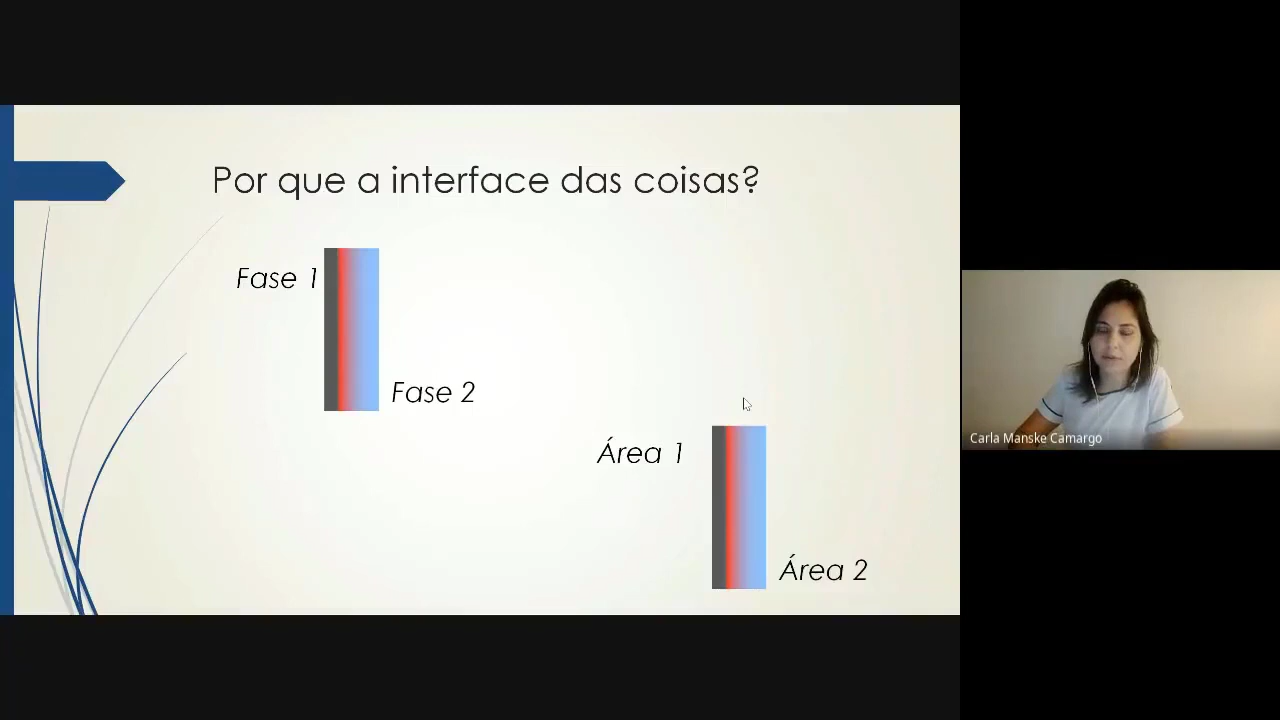 Por que a interface das coisas?
Fase 1
Fase 2
Área 1
Área 2
Carla Manske Camargo